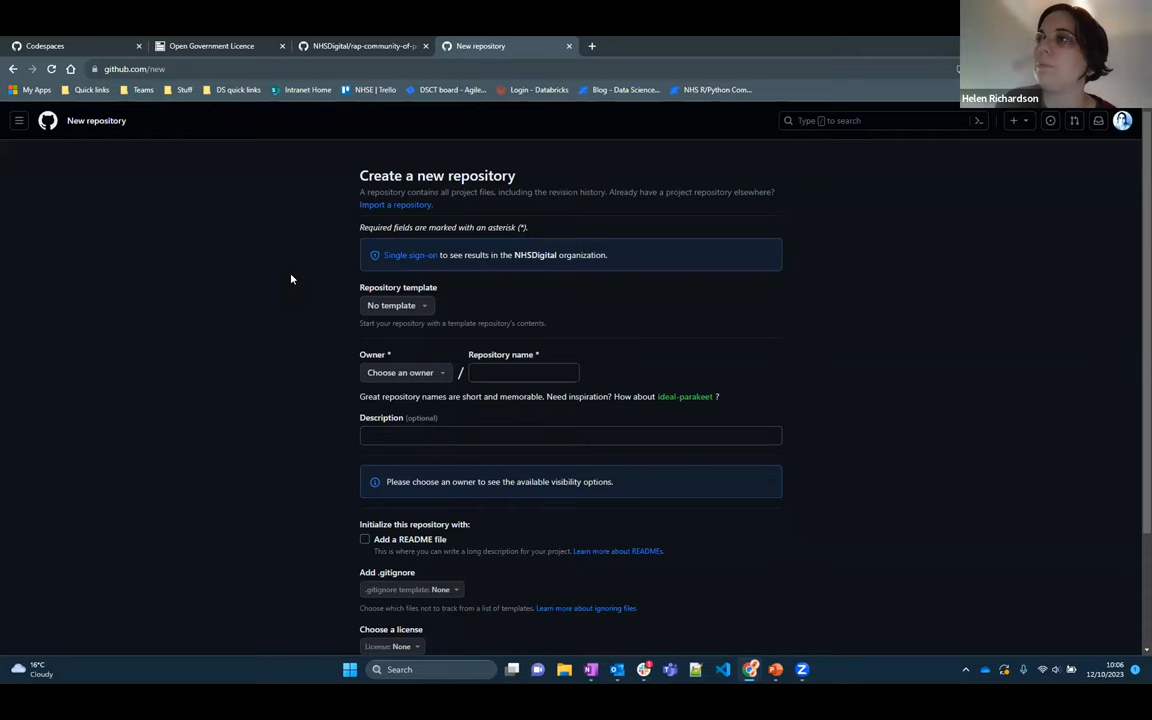 Codespaces
Open Government Licence
NHSDigital/rap-community-of-p
New repository
github.com/new
My Apps
Quick links
Teams
Stuff
DS quick links
Intranet Home
NHSE | Trello
DSCT board - Agile...
Login - Databricks
Blog - Data Science...
NHS R/Python Com...
Helen Richardson
New repository
Type / to search
Create a new repository
A repository contains all project files, including the revision history. Already have a project repository elsewhere?
Import a repository.
Required fields are marked with an asterisk (*).
Single sign-on to see results in the NHSDigital organization.
Repository template
No template
Start your repository with a template repository's contents.
Owner *
Repository name *
Choose an owner
/
Great repository names are short and memorable. Need inspiration? How about ideal-parakeet ?
Description (optional)
Please choose an owner to see the available visibility options.
Initialize this repository with:
Add a README file
This is where you can write a long description for your project. Learn more about READMEs.
Add .gitignore
.gitignore template: None
Choose which files not to track from a list of templates. Learn more about ignoring files.
Choose a license
License: None
16°C
Cloudy
Search
10:06
12/10/2023